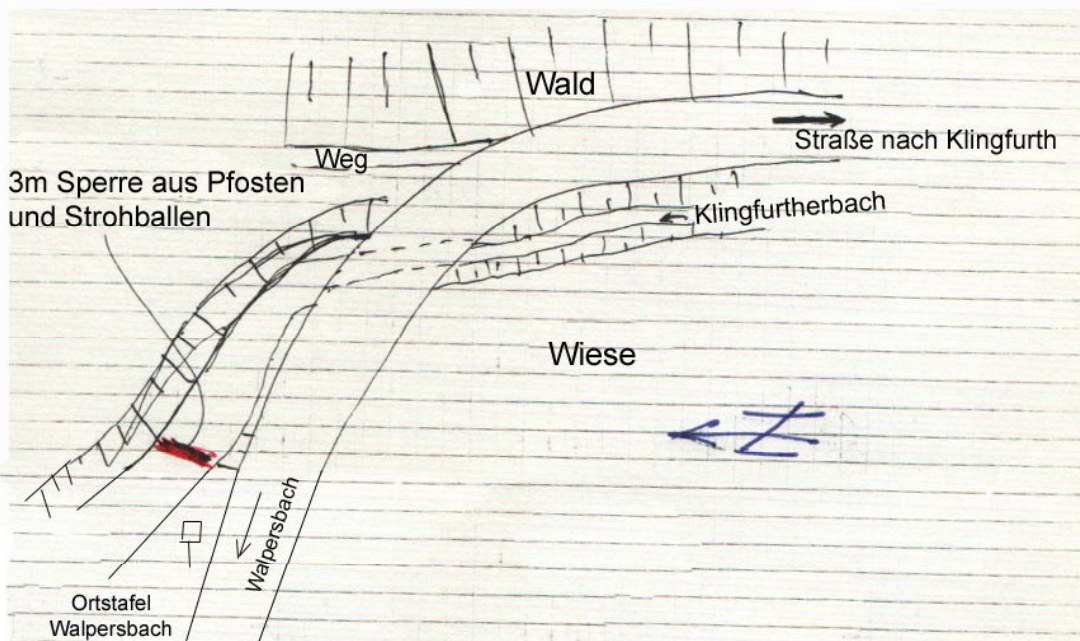 Wald
Straße nach Klingfurth
Weg
3m Sperre aus Pfosten
und Strohballen
Klingfurtherbach
Wiese
N
Walpersbach
Ortstafel
Walpersbach